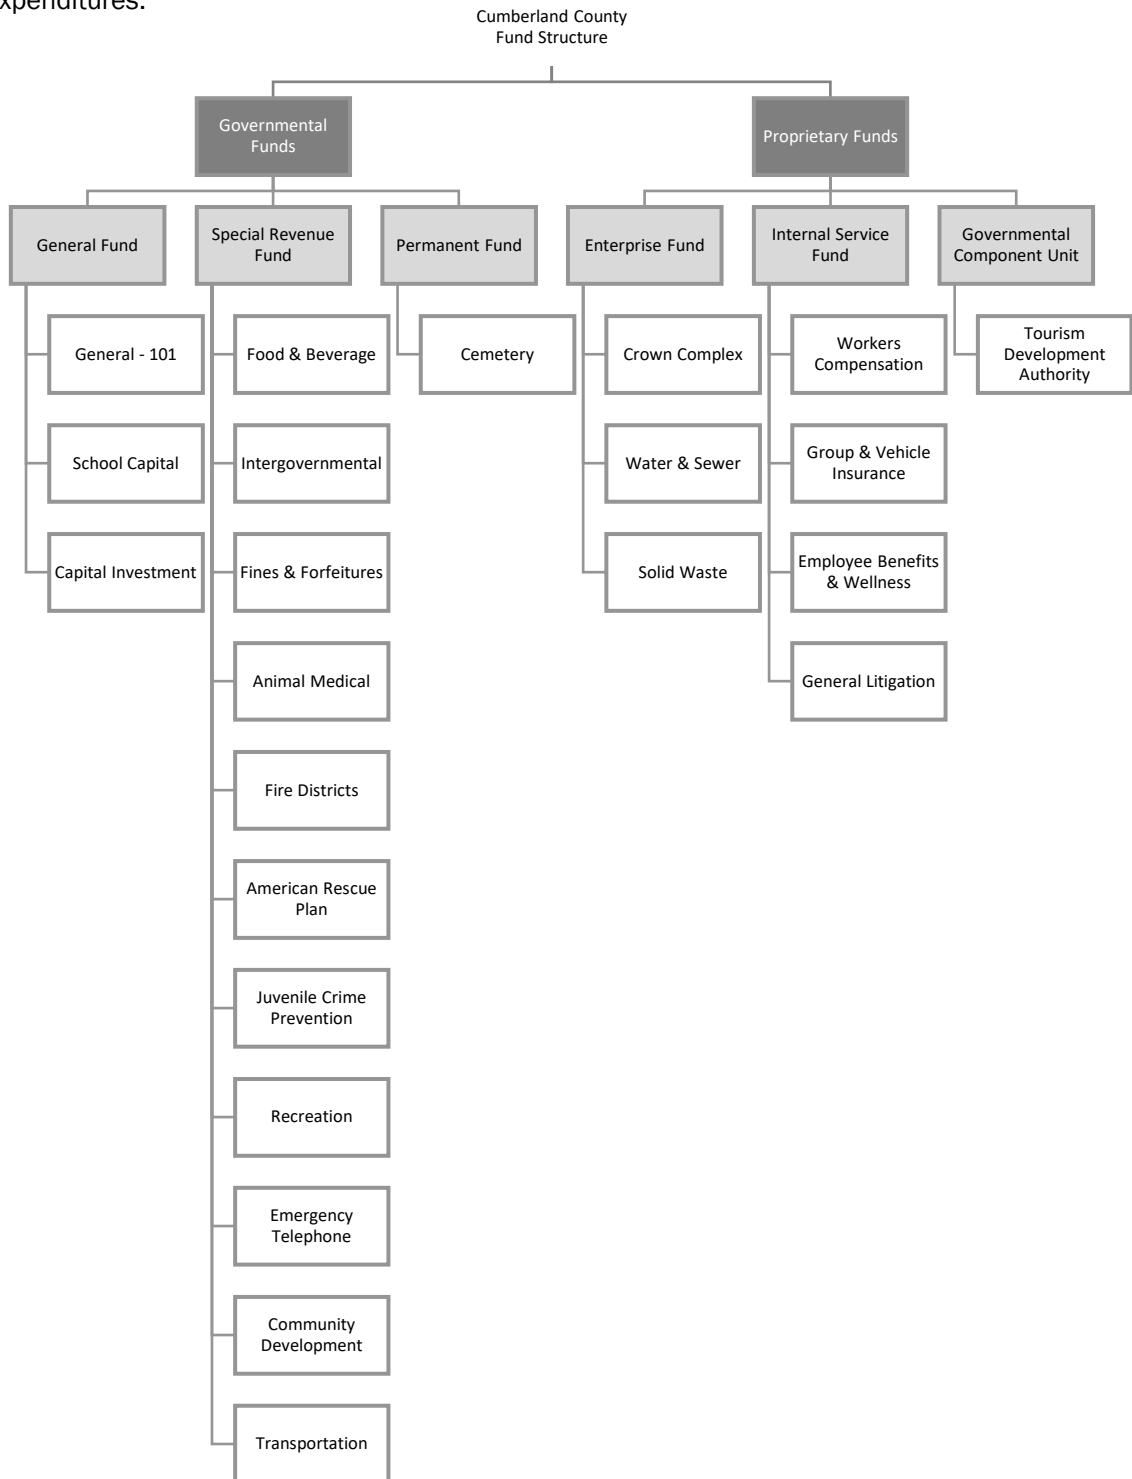 xpenditures.
Cumberland County
Fund Structure
Governmental
Funds
Proprietary Funds
General Fund
Special Revenue
Fund
Permanent Fund
Enterprise Fund
Internal Service
Fund
Governmental
Component Unit
General - 101
School Capital
Capital Investment
Food & Beverage
Intergovernmental
Fines & Forfeitures
Animal Medical
Fire Districts
American Rescue
Plan
Juvenile Crime
Prevention
Recreation
Emergency
Telephone
Community
Development
Transportation
Cemetery
Crown Complex
Water & Sewer
Solid Waste
Workers
Compensation
Group & Vehicle
Insurance
Employee Benefits
& Wellness
General Litigation
Tourism
Development
Authority